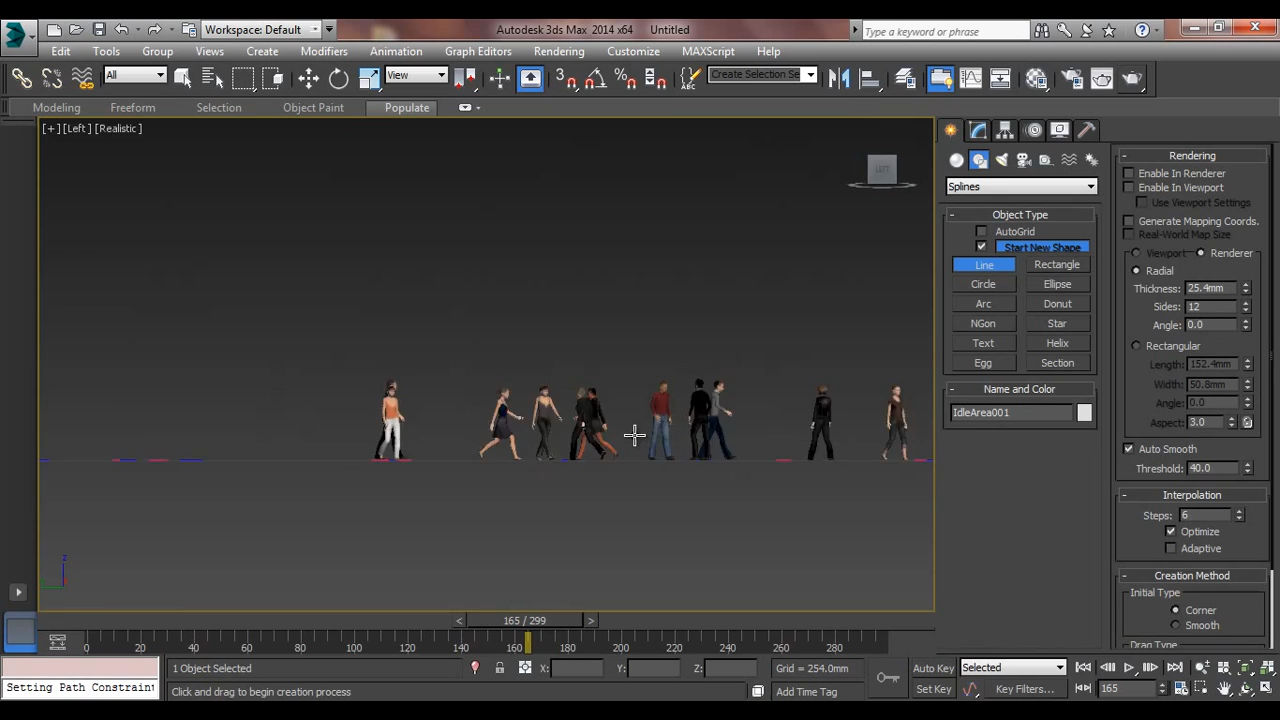 Workspace: Default
Autodesk 3ds Max 2014 x64 Untitled
Type a keyword or phrase
Edit Tools Group Views Create Modifiers Animation Graph Editors Rendering Customize MAXScript Help
All
View
3
%
ABC
Create Selection Se
Modeling Freeform Selection Object Paint Populate
[+] [Left] [Realistic]
LEFT
z
Splines
Object Type
AutoGrid
Start New Shape
Line Rectangle
Circle Ellipse
Arc Donut
NGon Star
Text Helix
Egg Section
Name and Color
IdleArea001
Rendering
Enable In Renderer
Enable In Viewport
Use Viewport Settings
Generate Mapping Coords.
Real-World Map Size
Viewport Renderer
Radial
Thickness: 25.4mm
Sides: 12
Angle: 0.0
Rectangular
Length: 152.4mm
Width: 50.8mm
Angle: 0.0
Aspect: 3.0
Auto Smooth
Threshold: 40.0
Interpolation
Steps: 6
Optimize
Adaptive
Creation Method
Initial Type
Corner
Smooth
Drag Type
< 165 / 299 >
0 20 40 60 80 100 120 140 160 180 200 220 240 260 280
1 Object Selected
X: Y: Z:
Grid = 254.0mm
Auto Key Selected
Setting Path Constraint
Click and drag to begin creation process
Add Time Tag
Set Key Key Filters...
165